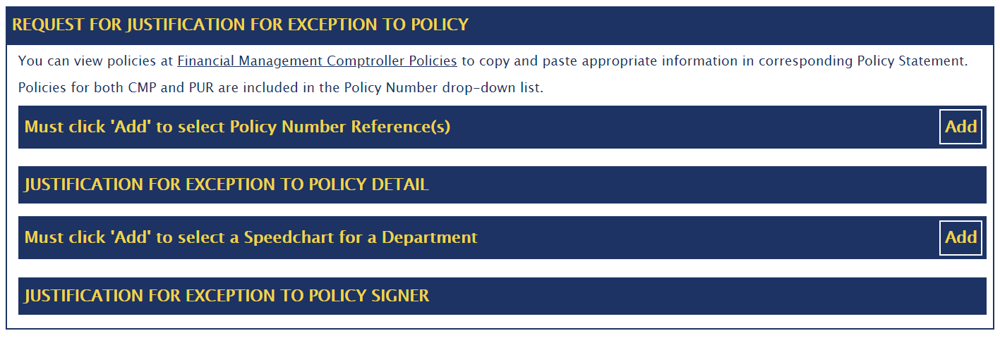 REQUEST FOR JUSTIFICATION FOR EXCEPTION TO POLICY
You can view policies at Financial Management Comptroller Policies to copy and paste appropriate information in corresponding Policy Statement.
Policies for both CMP and PUR are included in the Policy Number drop-down list.
Must click 'Add' to select Policy Number Reference(s) Add
JUSTIFICATION FOR EXCEPTION TO POLICY DETAIL
Must click 'Add' to select a Speedchart for a Department Add
JUSTIFICATION FOR EXCEPTION TO POLICY SIGNER